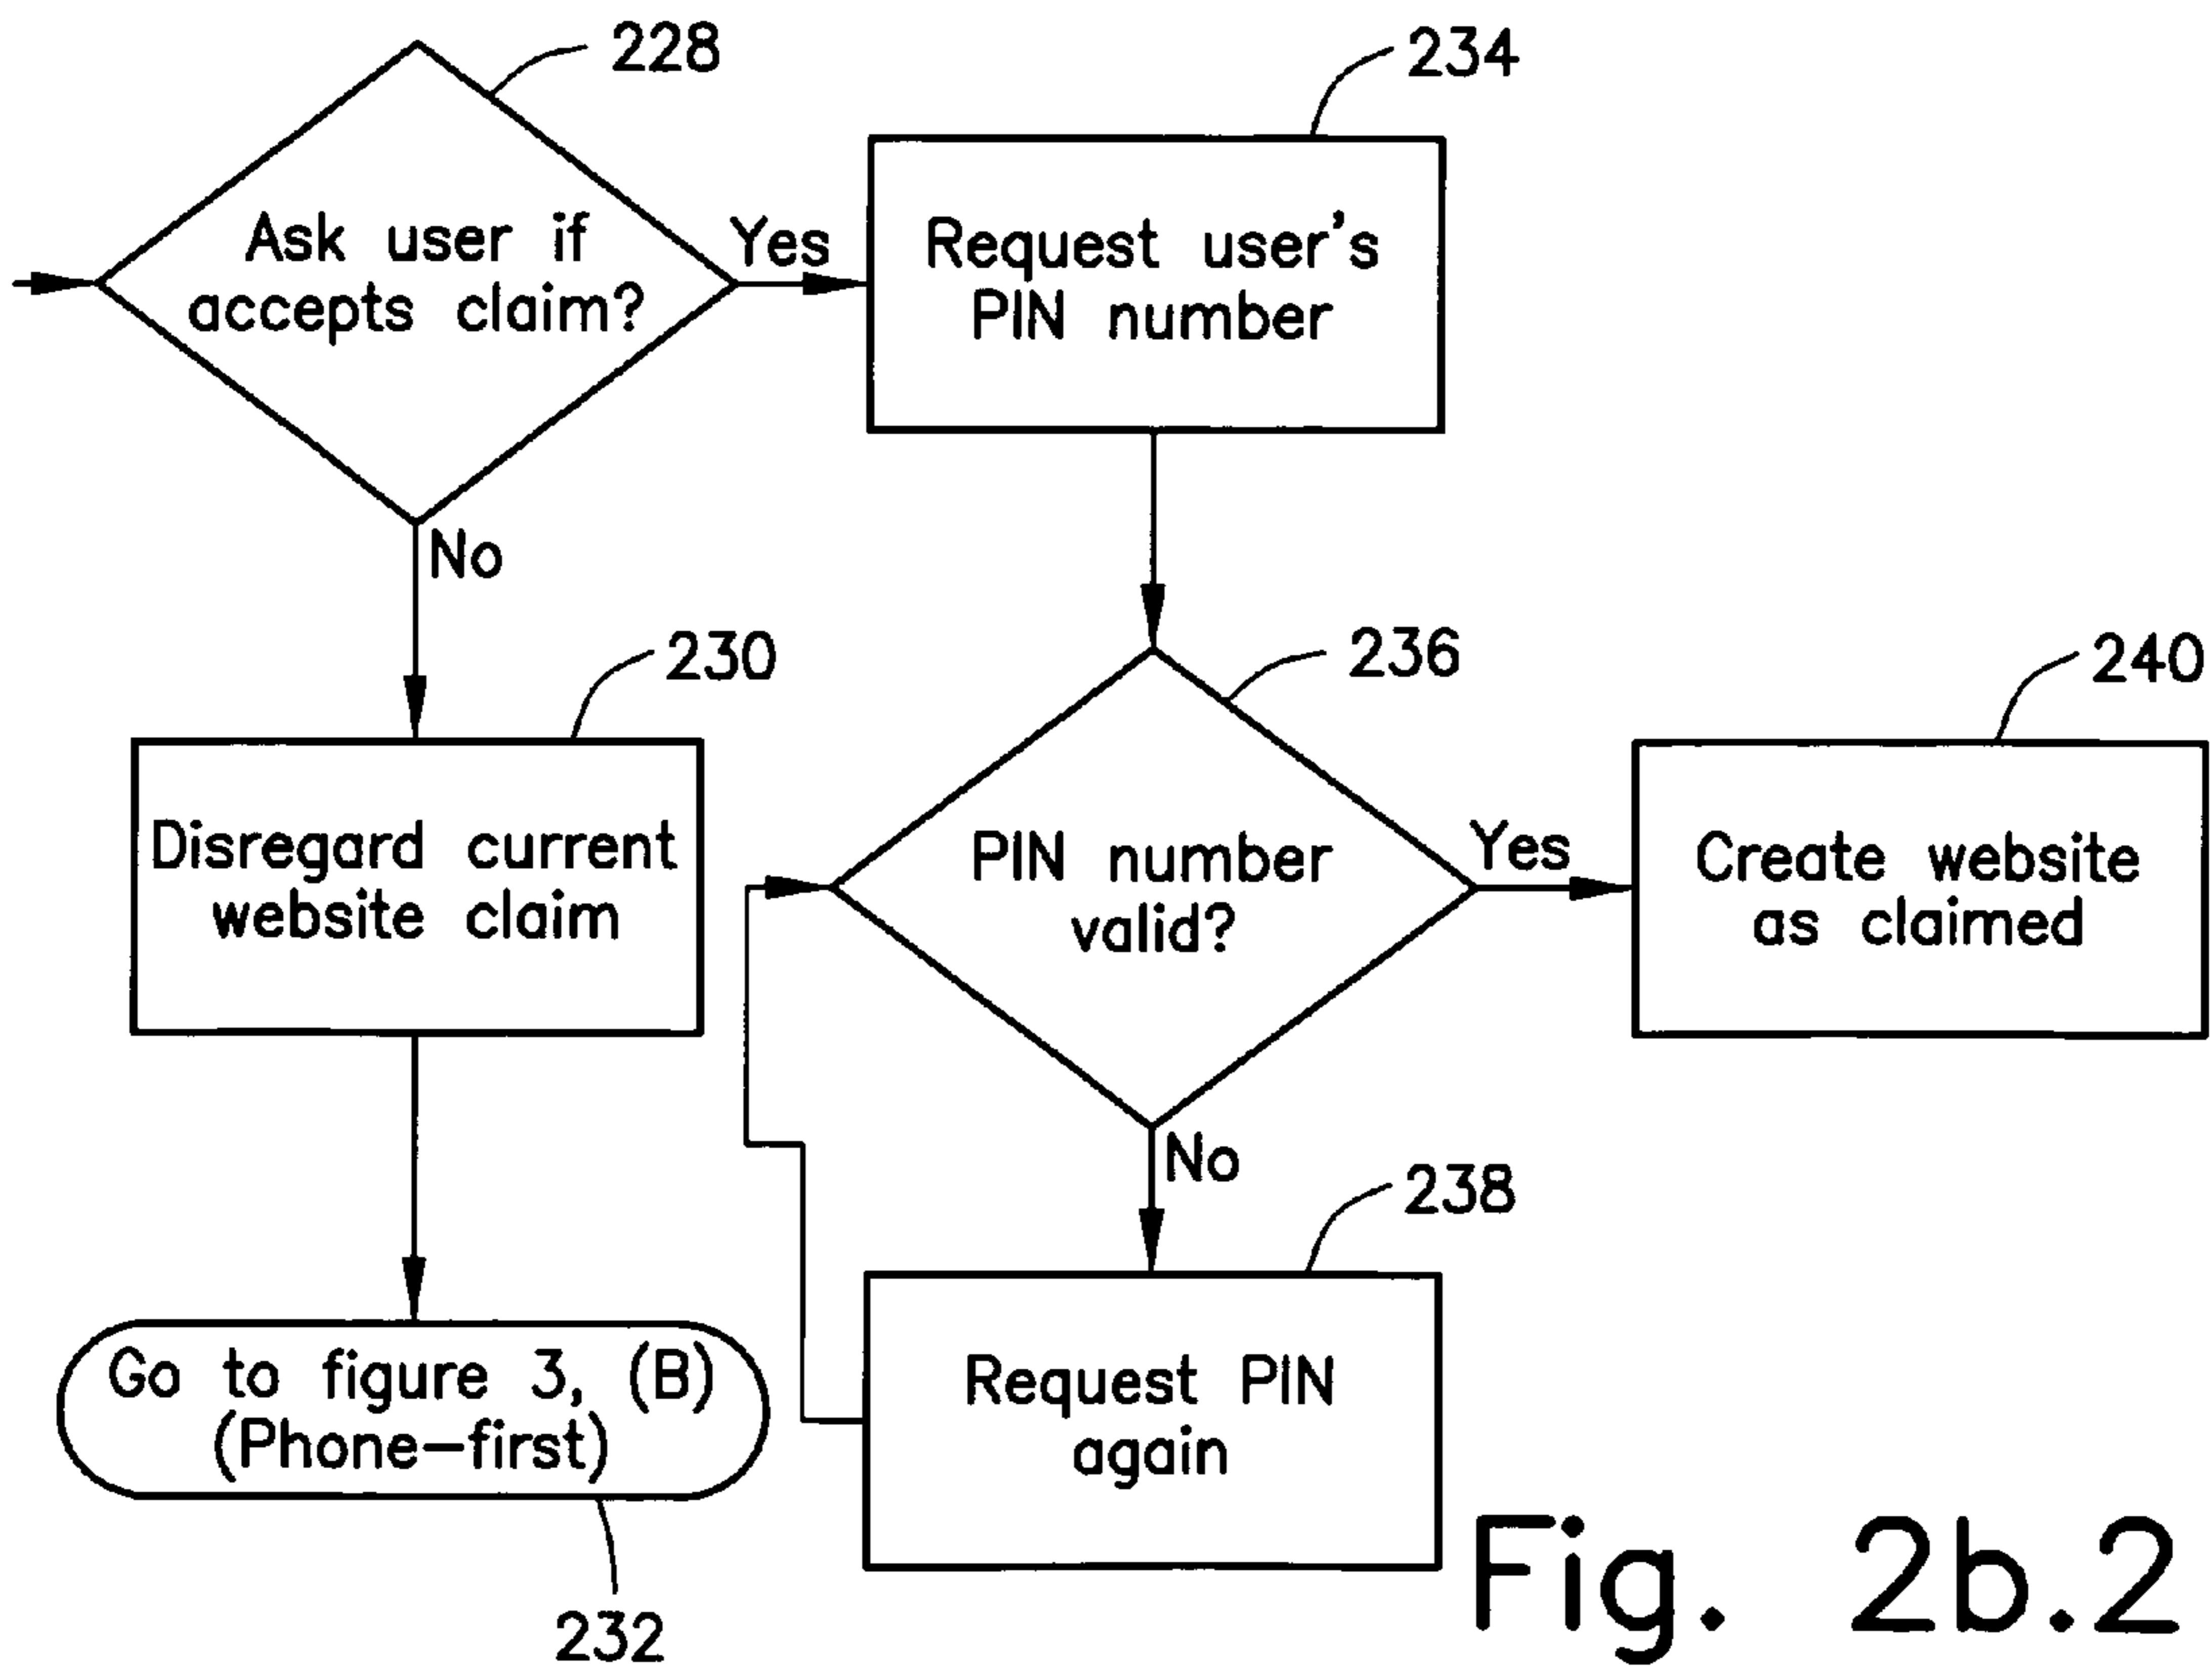 228
Ask user if
accepts claim?
Yes
No
234
Request user's
PIN number
230
Disregard current
website claim
236
PIN number
valid?
Yes
No
240
Create website
as claimed
Go to figure 3, (B)
(Phone-first)
232
238
Request PIN
again
Fig. 2b.2